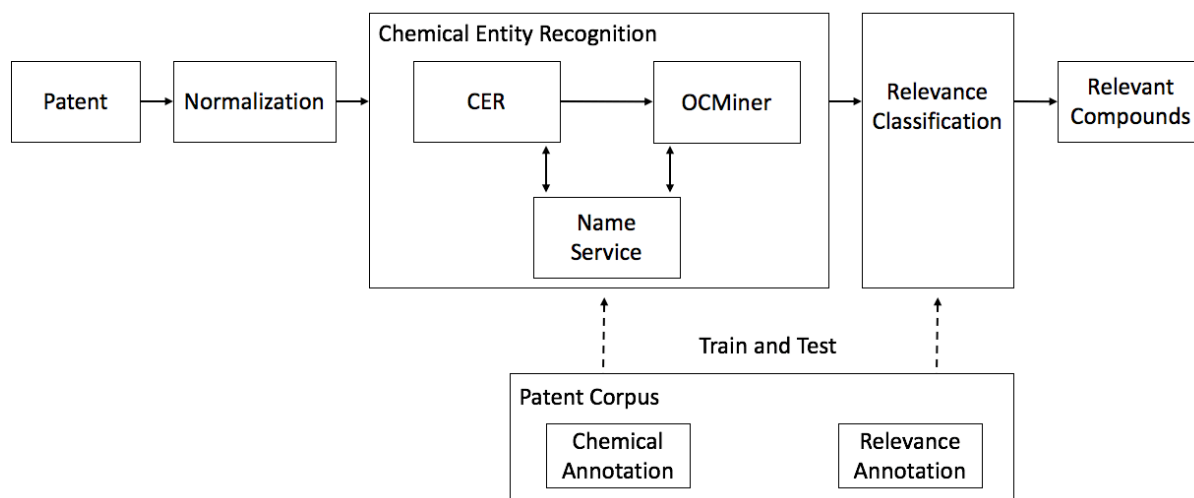 Chemical Entity Recognition
Patent
Normalization
CER
OCMiner
Name
Service
Relevance
Classification
Relevant
Compounds
Train and Test
Patent Corpus
Chemical
Annotation
Relevance
Annotation